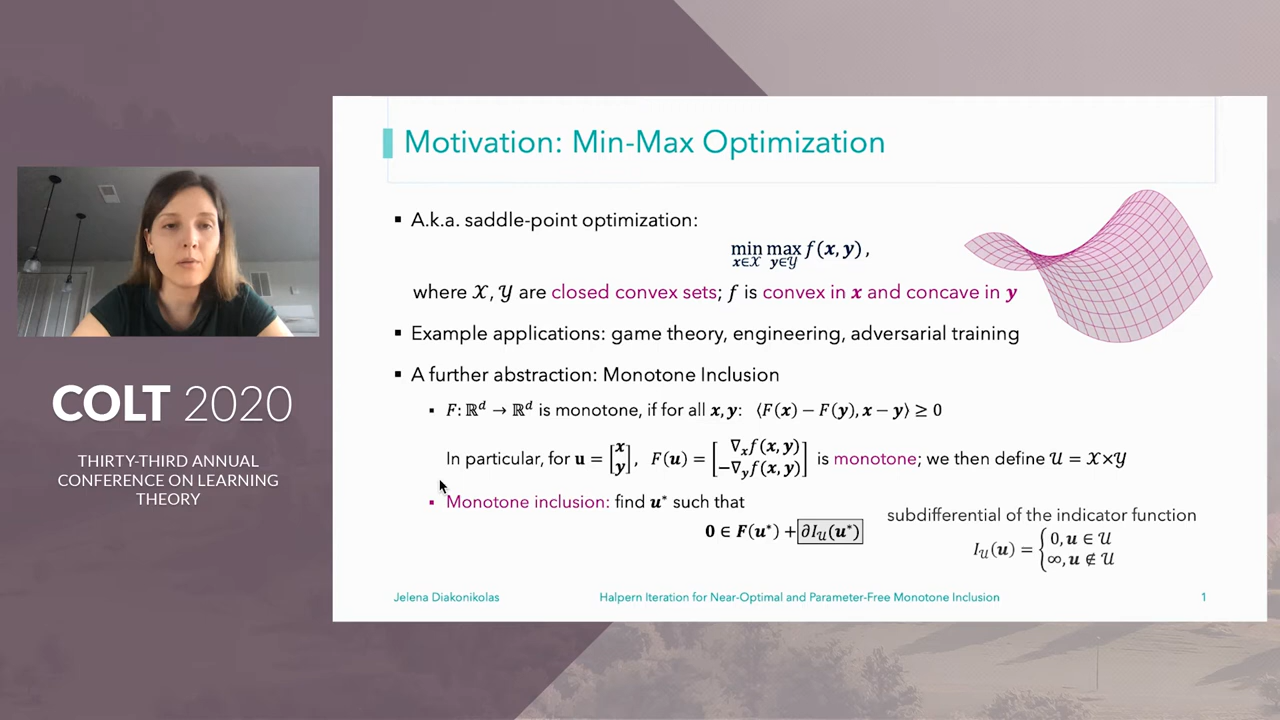 COLT 2020
THIRTY-THIRD ANNUAL
CONFERENCE ON LEARNING
THEORY
Motivation: Min-Max Optimization
▪ A.k.a. saddle-point optimization:
min_{x∈𝒳} max_{y∈𝒴} f(x, y),
where 𝒳, 𝒴 are closed convex sets; f is convex in x and concave in y
▪ Example applications: game theory, engineering, adversarial training
▪ A further abstraction: Monotone Inclusion
▪ F: ℝ^d → ℝ^d is monotone, if for all x, y: ⟨F(x) − F(y), x − y⟩ ≥ 0
In particular, for u = [x y], F(u) = [∇_x f(x, y) −∇_y f(x, y)] is monotone; we then define 𝒰 = 𝒳×𝒴
▪ Monotone inclusion: find u* such that
0 ∈ F(u*) + ∂I_𝒰(u*)
subdifferential of the indicator function
I_𝒰(u) = {0, u ∈ 𝒰
∞, u ∉ 𝒰
Jelena Diakonikolas Halpern Iteration for Near-Optimal and Parameter-Free Monotone Inclusion 1